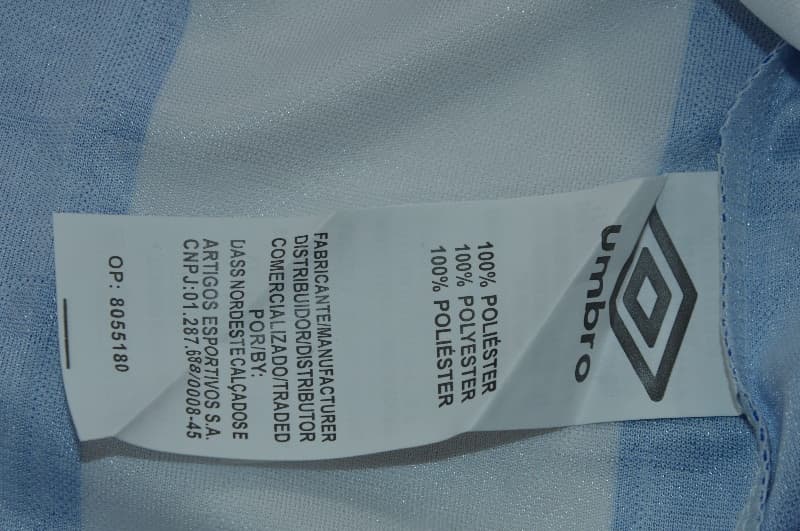 umbro
100% POLIÉSTER
100% POLYESTER
100% POLIÉSTER
FABRICANTE/MANUFACTURER
DISTRIBUIDOR/DISTRIBUTOR
COMERCIALIZADO/TRADED
POR/BY:
DASS NORDESTE CALÇADOS E
ARTIGOS ESPORTIVOS S.A.
CNPJ:01.287.688/0008-45
OP: 8055180